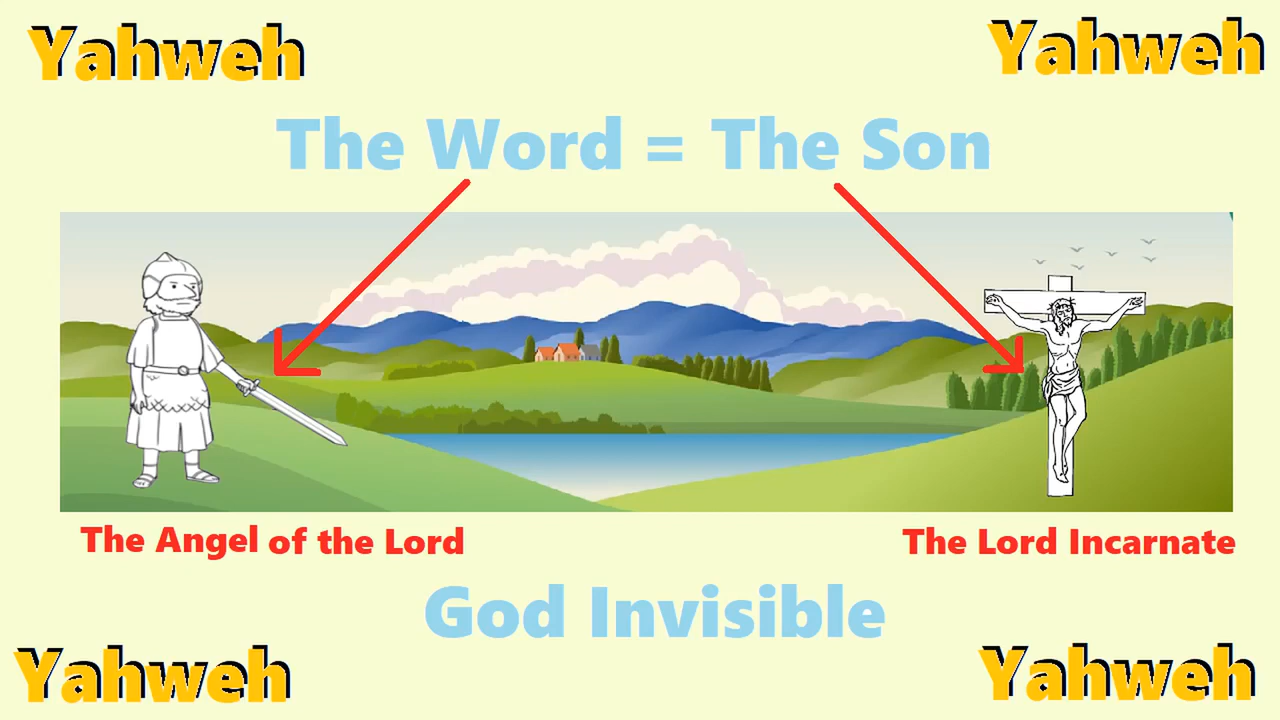 Yahweh
Yahweh
The Word = The Son
The Angel of the Lord
The Lord Incarnate
God Invisible
Yahweh
Yahweh